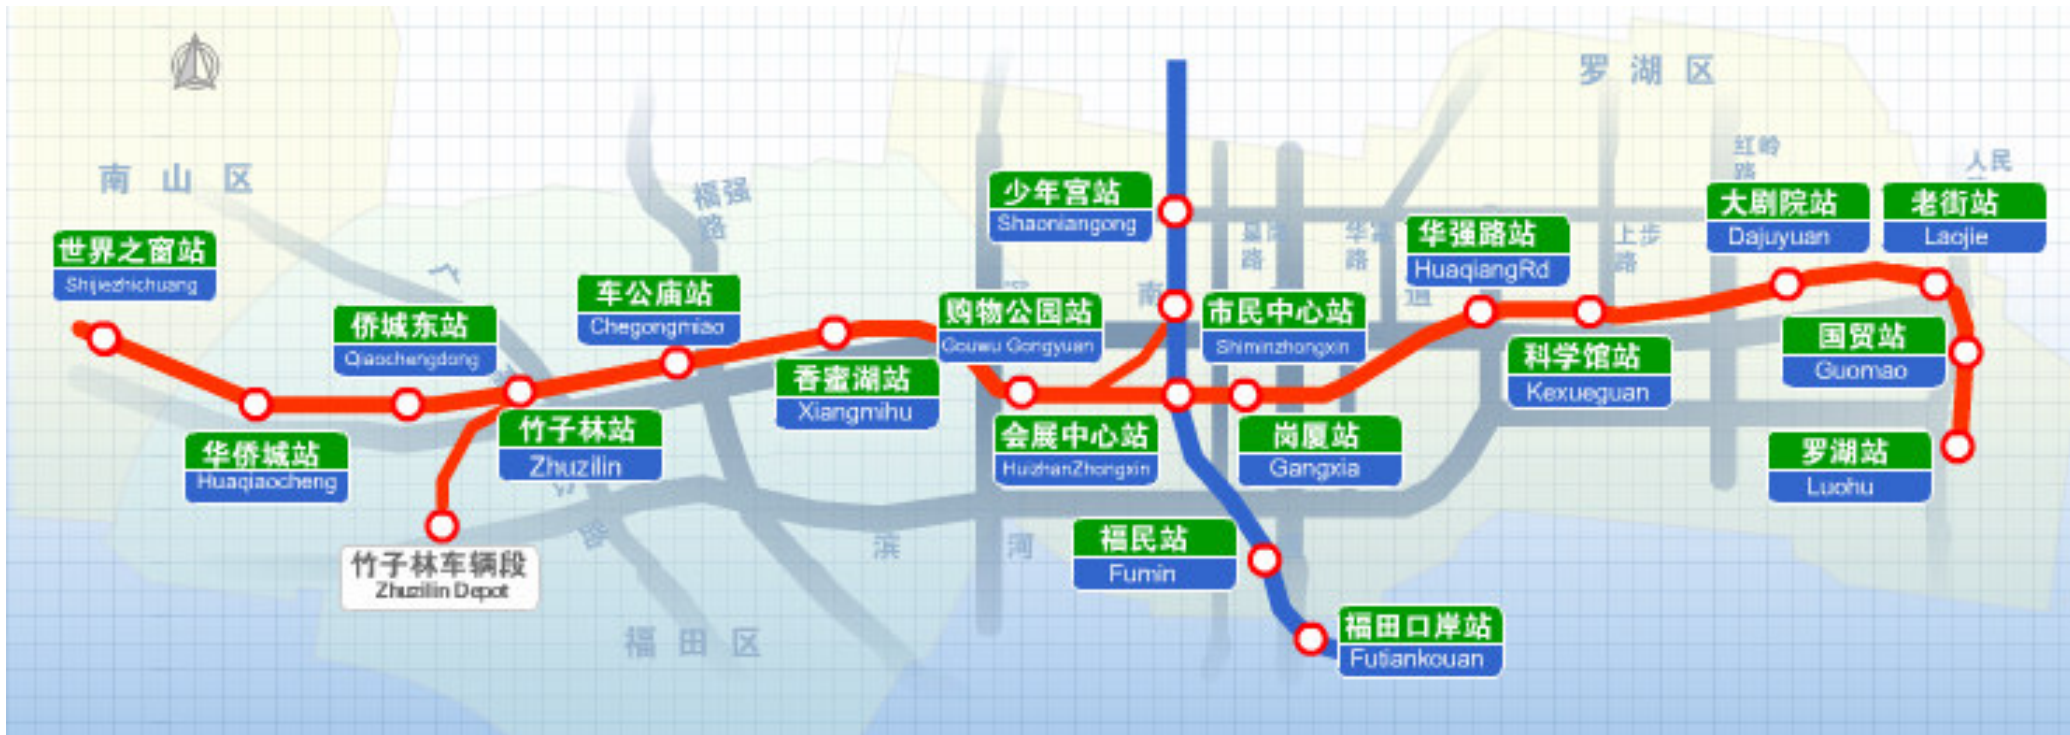 罗湖区
南山区
红岭
路
人民
福强
路
世界之窗站
Shijiezhichuang
少年宫站
Shaoniangong
大剧院站
Dajuyuan
老街站
Laojie
华强路站
HuaqiangRd
上步
路
路
华富
路
侨城东站
Qiaochengdong
车公庙站
Chegongmiao
购物公园站
Gouwu Gongyuan
南
市民中心站
Shiminzhongxin
道
国贸站
Guomao
科学馆站
Kexueguan
香蜜湖站
Xiangmihu
华侨城站
Huaqiaocheng
竹子林站
Zhuzilin
会展中心站
HuizhanZhongxin
岗厦站
Gangxia
罗湖站
Luohu
滨河
福民站
Fumin
竹子林车辆段
Zhuzilin Depot
福田区
福田口岸站
Futiankouan